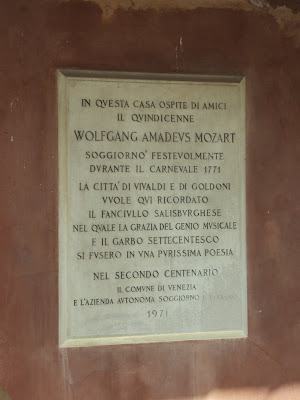 IN QVESTA CASA OSPITE DI AMICI
IL QVINDICENNE
WOLFGANG AMADEVS MOZART
SOGGIORNO' FESTEVOLMENTE
DVRANTE IL CARNEVALE 1771
LA CITTA' DI VIVALDI E DI GOLDONI
VVOLE QVI RICORDATO
IL FANCIVLLO SALISBVRGHESE
NEL QVALE LA GRAZIA DEL GENIO MVSICALE
E IL GARBO SETTECENTESCO
SI FVSERO IN VNA PVRISSIMA POESIA
NEL SECONDO CENTENARIO
IL COMVNE DI VENEZIA
E L'AZIENDA AVTONOMA SOGGIORNO E
1971